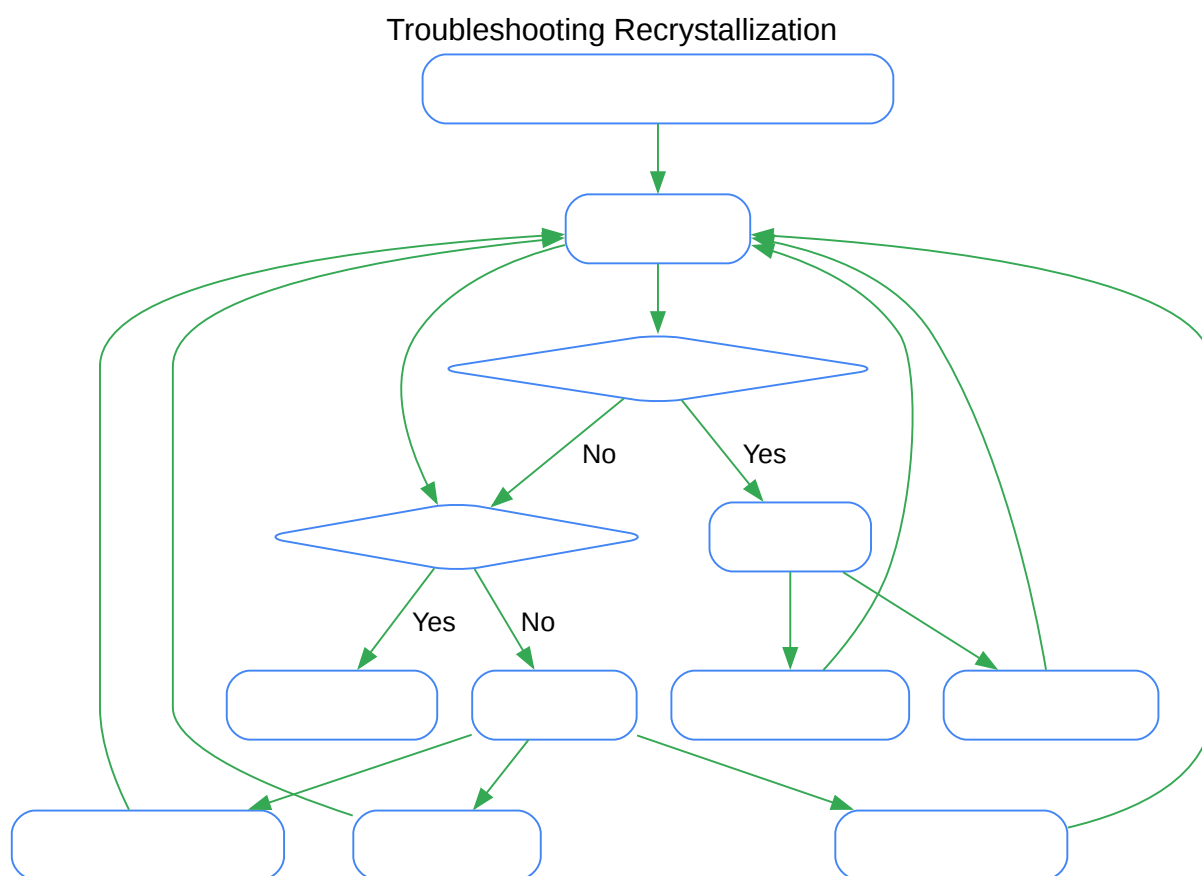 Troubleshooting Recrystallization
No
Yes
Yes
No